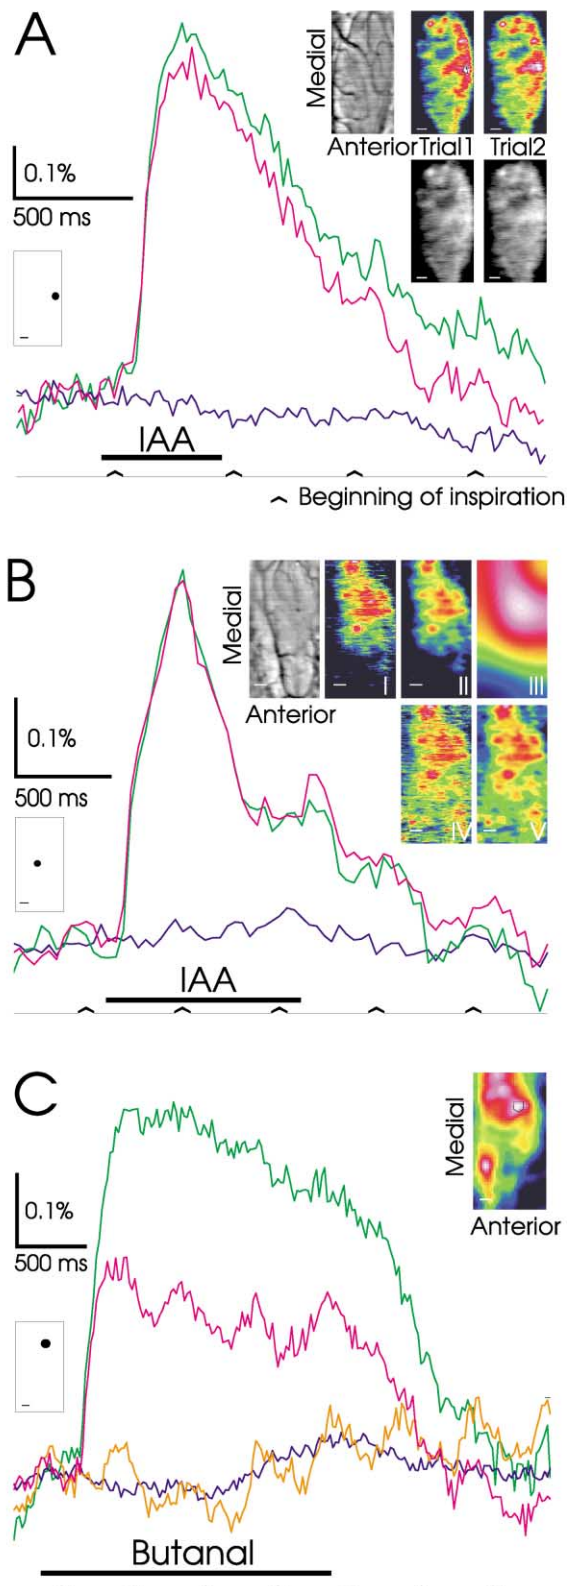 A
Medial
Anterior Trial1 Trial2
0.1%
500 ms
IAA
Beginning of inspiration
B
Medial
I II III
Anterior
0.1%
500 ms
IV V
IAA
C
Medial
0.1%
Anterior
500 ms
Butanal